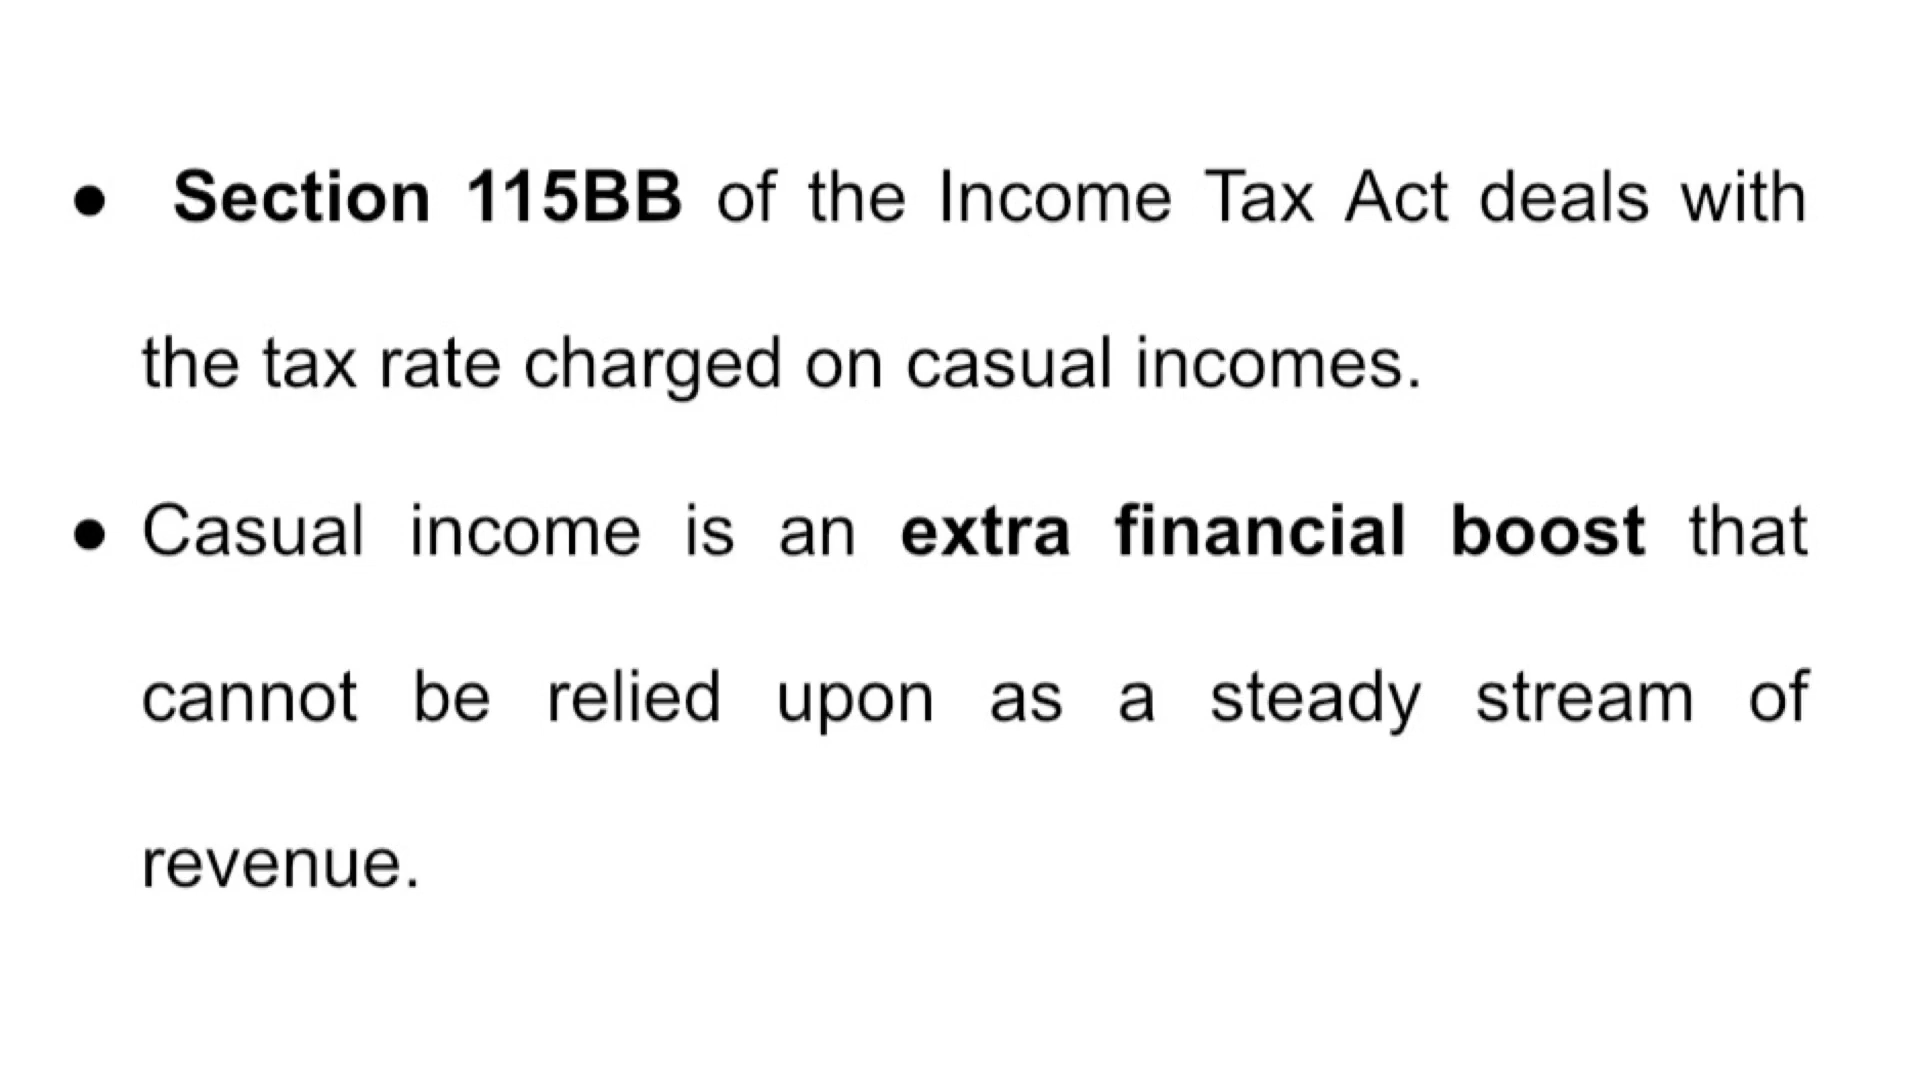 ● Section 115BB of the Income Tax Act deals with
the tax rate charged on casual incomes.
● Casual income is an extra financial boost that
cannot be relied upon as a steady stream of
revenue.